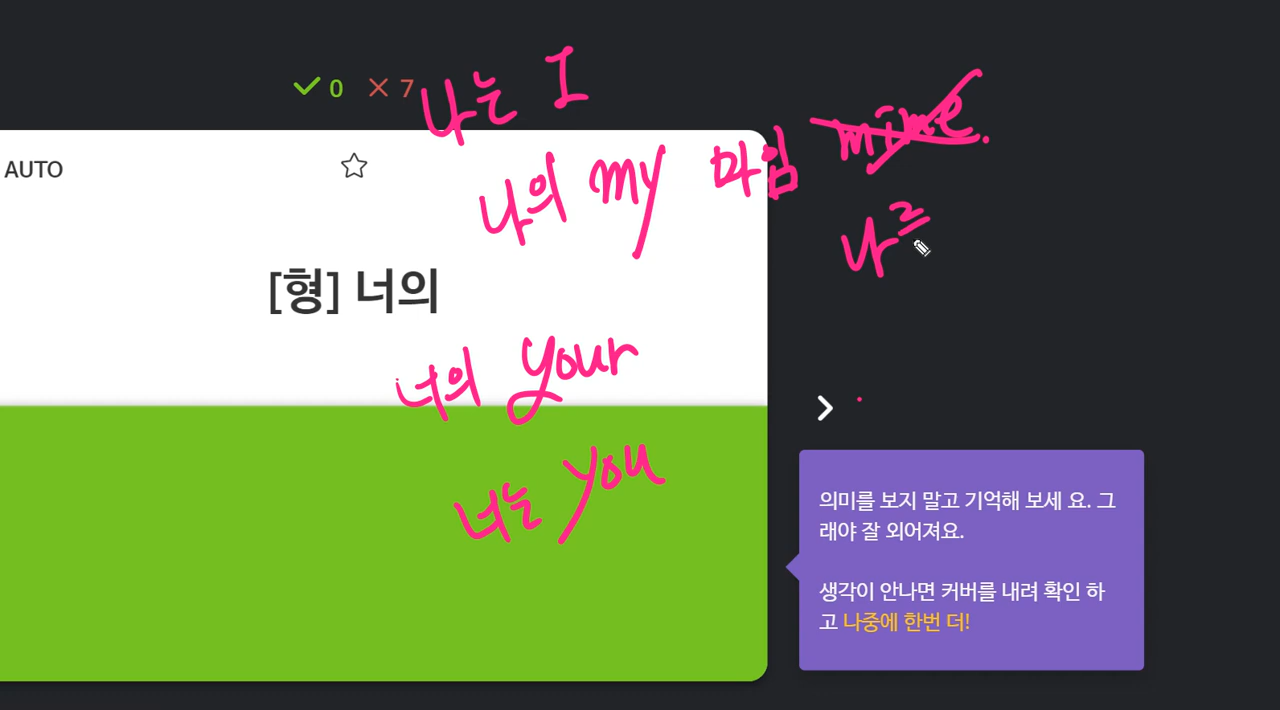 0 7
나는 I
AUTO
나의 my 마임 mine.
나
[형] 너의
너의 your
너는 you
의미를 보지 말고 기억해 보세 요. 그
래야 잘 외어져요.
생각이 안나면 커버를 내려 확인 하
고 나중에 한번 더!